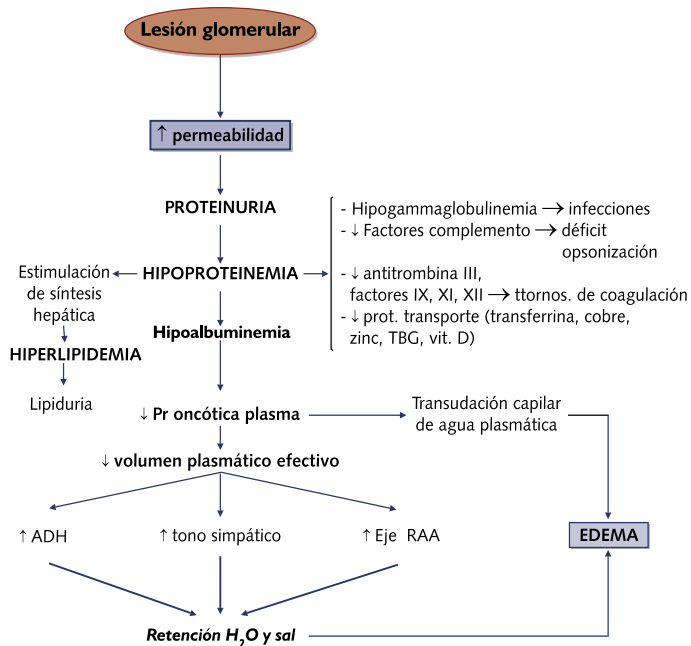 Lesión glomerular
↑ permeabilidad
PROTEINURIA
HIPOPROTEINEMIA
- Hipogammaglobulinemia → infecciones
- ↓ Factores complemento → déficit
opsonización
- ↓ antitrombina III,
factores IX, XI, XII → ttornos. de coagulación
- ↓ prot. transporte (transferrina, cobre,
zinc, TBG, vit. D)
Estimulación
de síntesis
hepática
HIPERLIPIDEMIA
Lipiduria
Hipoalbuminemia
↓ Pr oncótica plasma
Transudación capilar
de agua plasmática
↓ volumen plasmático efectivo
↑ ADH
↑ tono simpático
↑ Eje RAA
EDEMA
Retención H₂O y sal